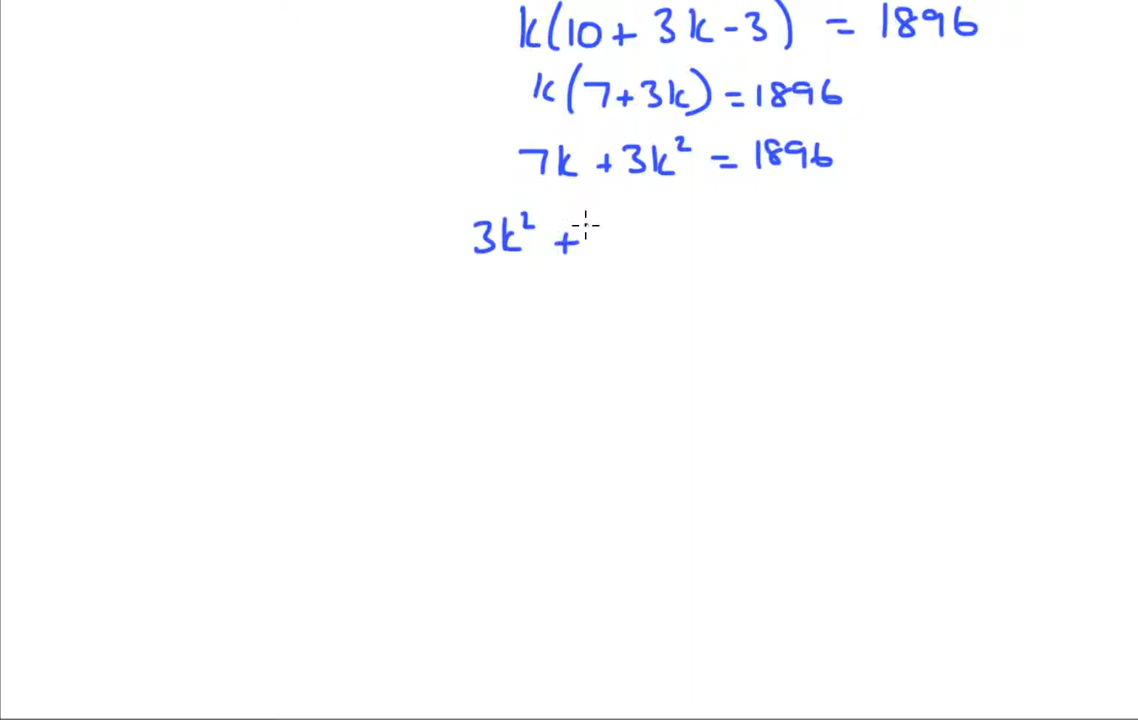 k(10 + 3k - 3) = 1896
k(7+3k) = 1896
7k + 3k² = 1896
3k² +